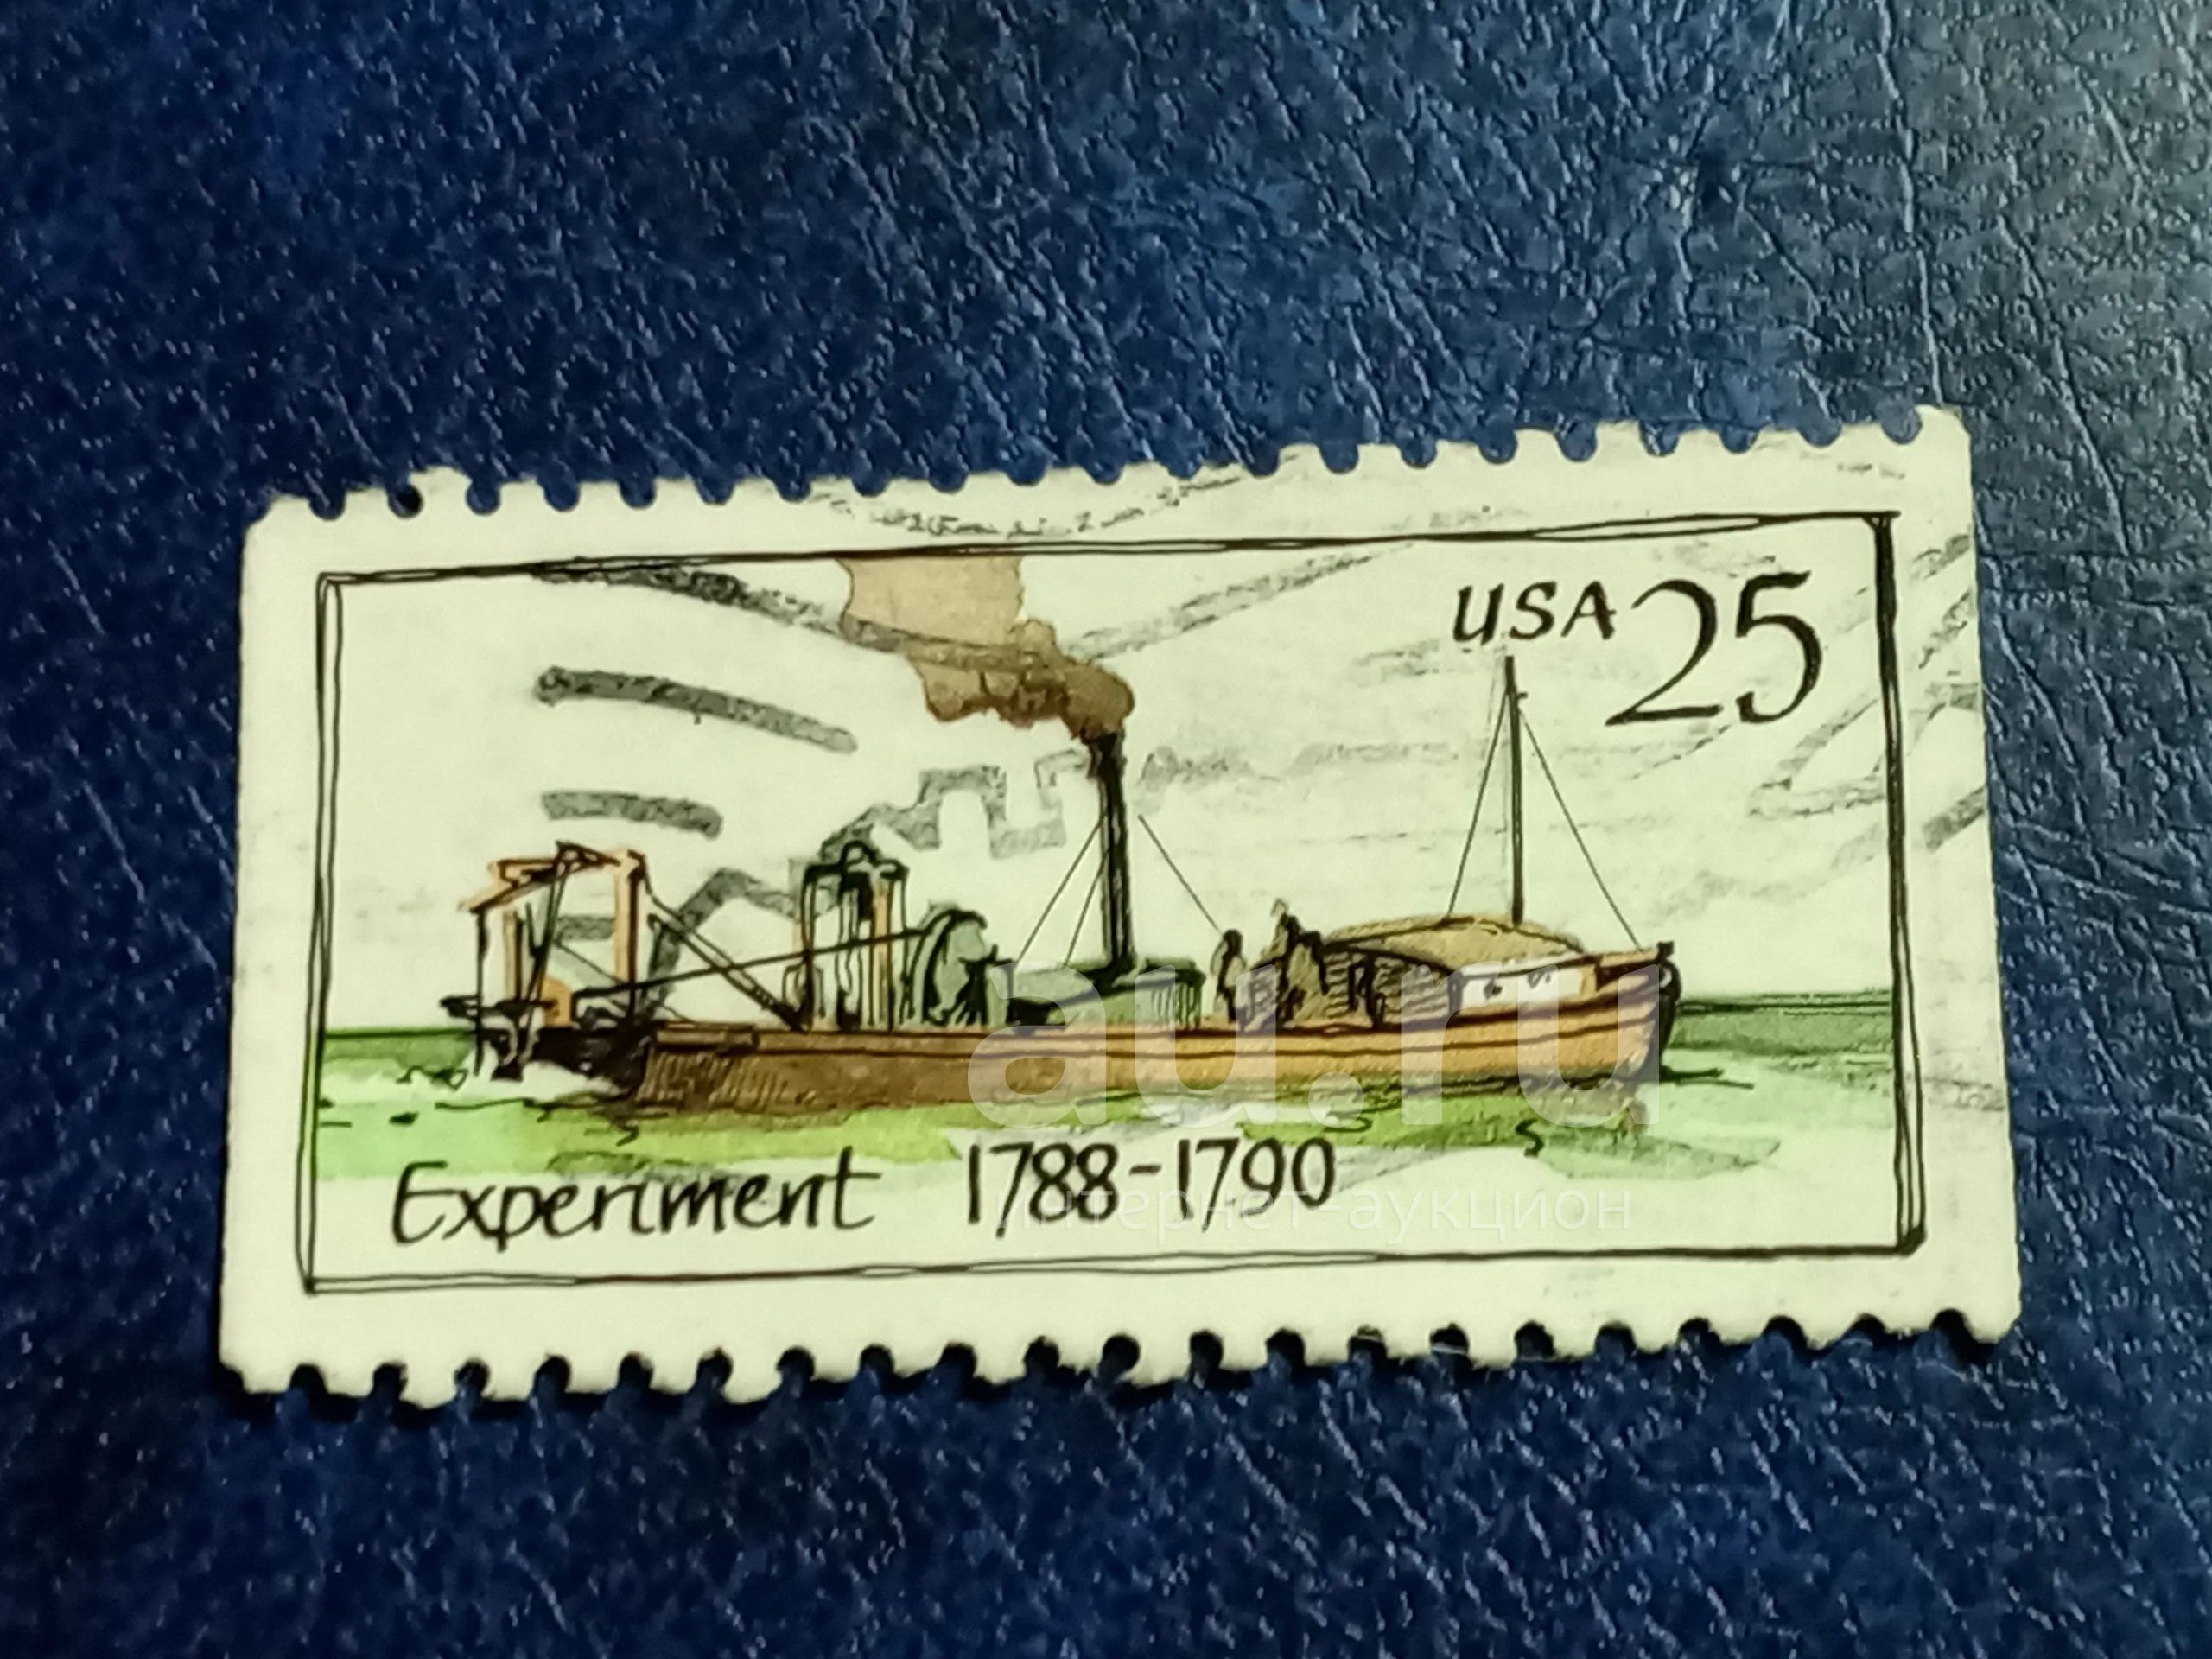 USA 25
au.ru
Experiment 1788-1790
интернет-аукцион